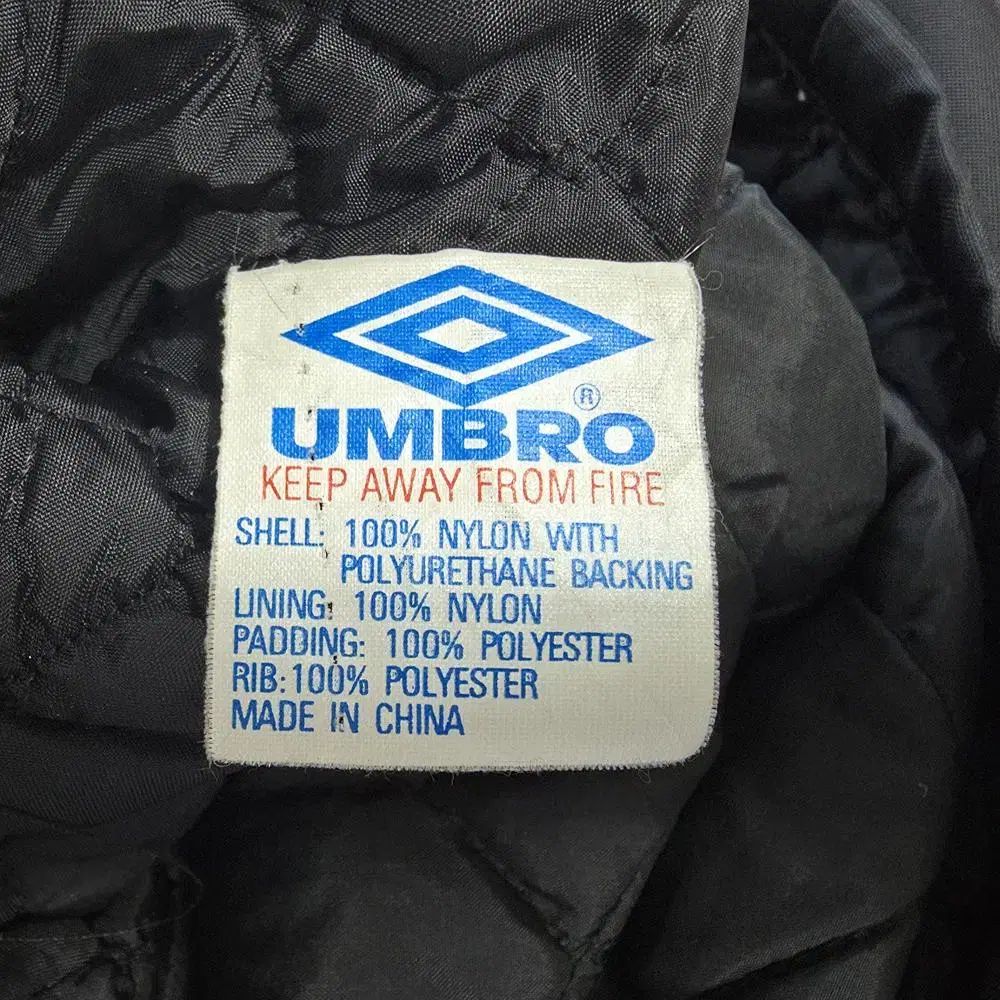 ®
UMBRO
KEEP AWAY FROM FIRE
SHELL: 100% NYLON WITH
POLYURETHANE BACKING
LINING: 100% NYLON
PADDING: 100% POLYESTER
RIB: 100% POLYESTER
MADE IN CHINA